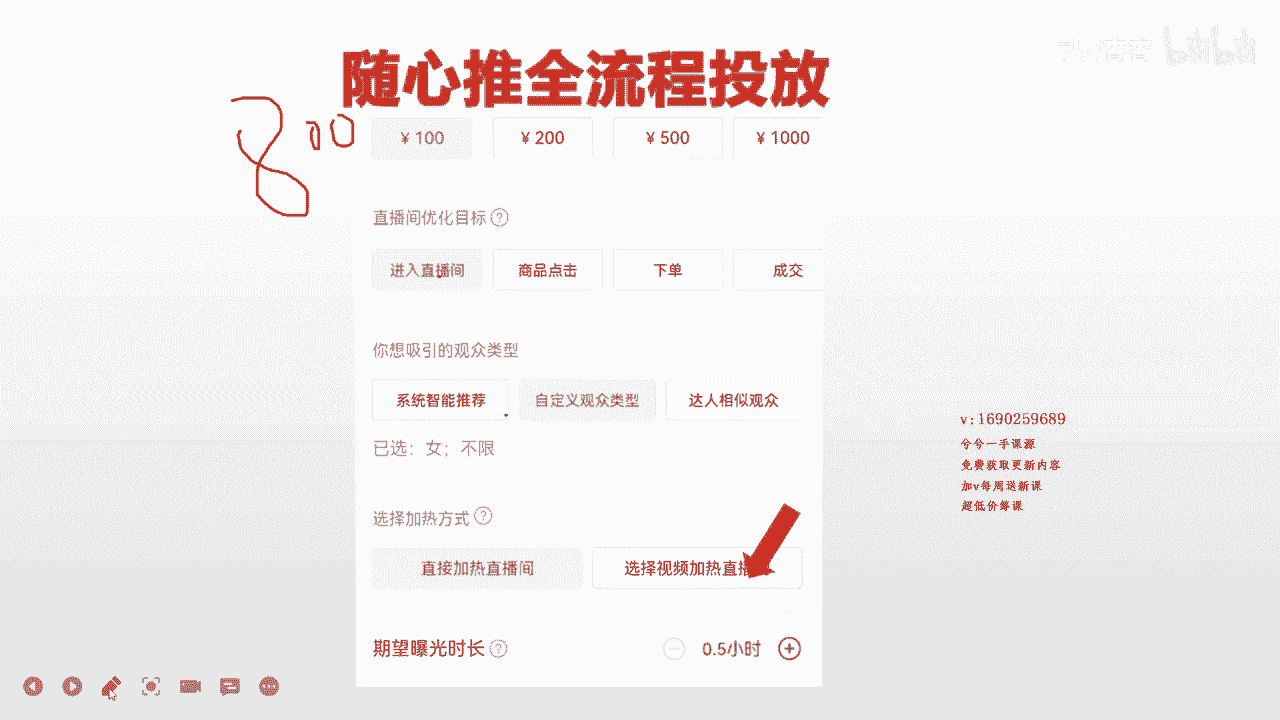 随心推全流程投放
bilibili
800
¥ 100 ¥ 200 ¥ 500 ¥ 1000
直播间优化目标 ?
进入直播间 商品点击 下单 成交
你想吸引的观众类型
系统智能推荐 自定义观众类型 达人相似观众
已选：女；不限
选择加热方式 ?
直接加热直播间 选择视频加热直播
期望曝光时长 ? 0.5小时
v:1690259689
兮兮一手课源
免费获取更新内容
加v每周送新课
超低价筹课